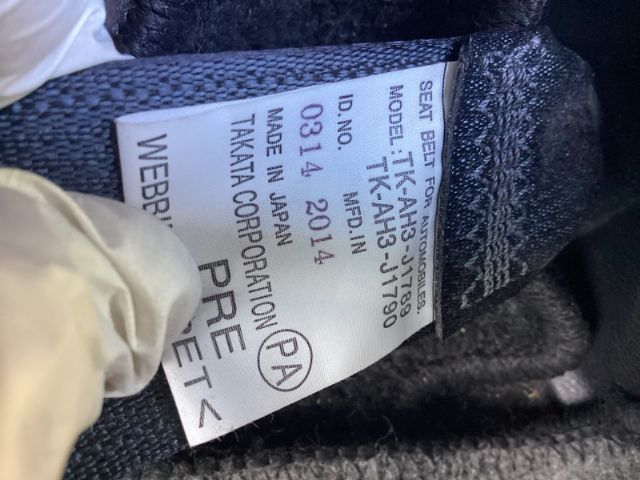 SEAT BELT FOR AUTOMOBILES.
MODEL: TK-AH3-J1789
TK-AH3-J1790
ID.NO. MFD.IN
0314 2014
MADE IN JAPAN
TAKATA CORPORATION PA
PRE